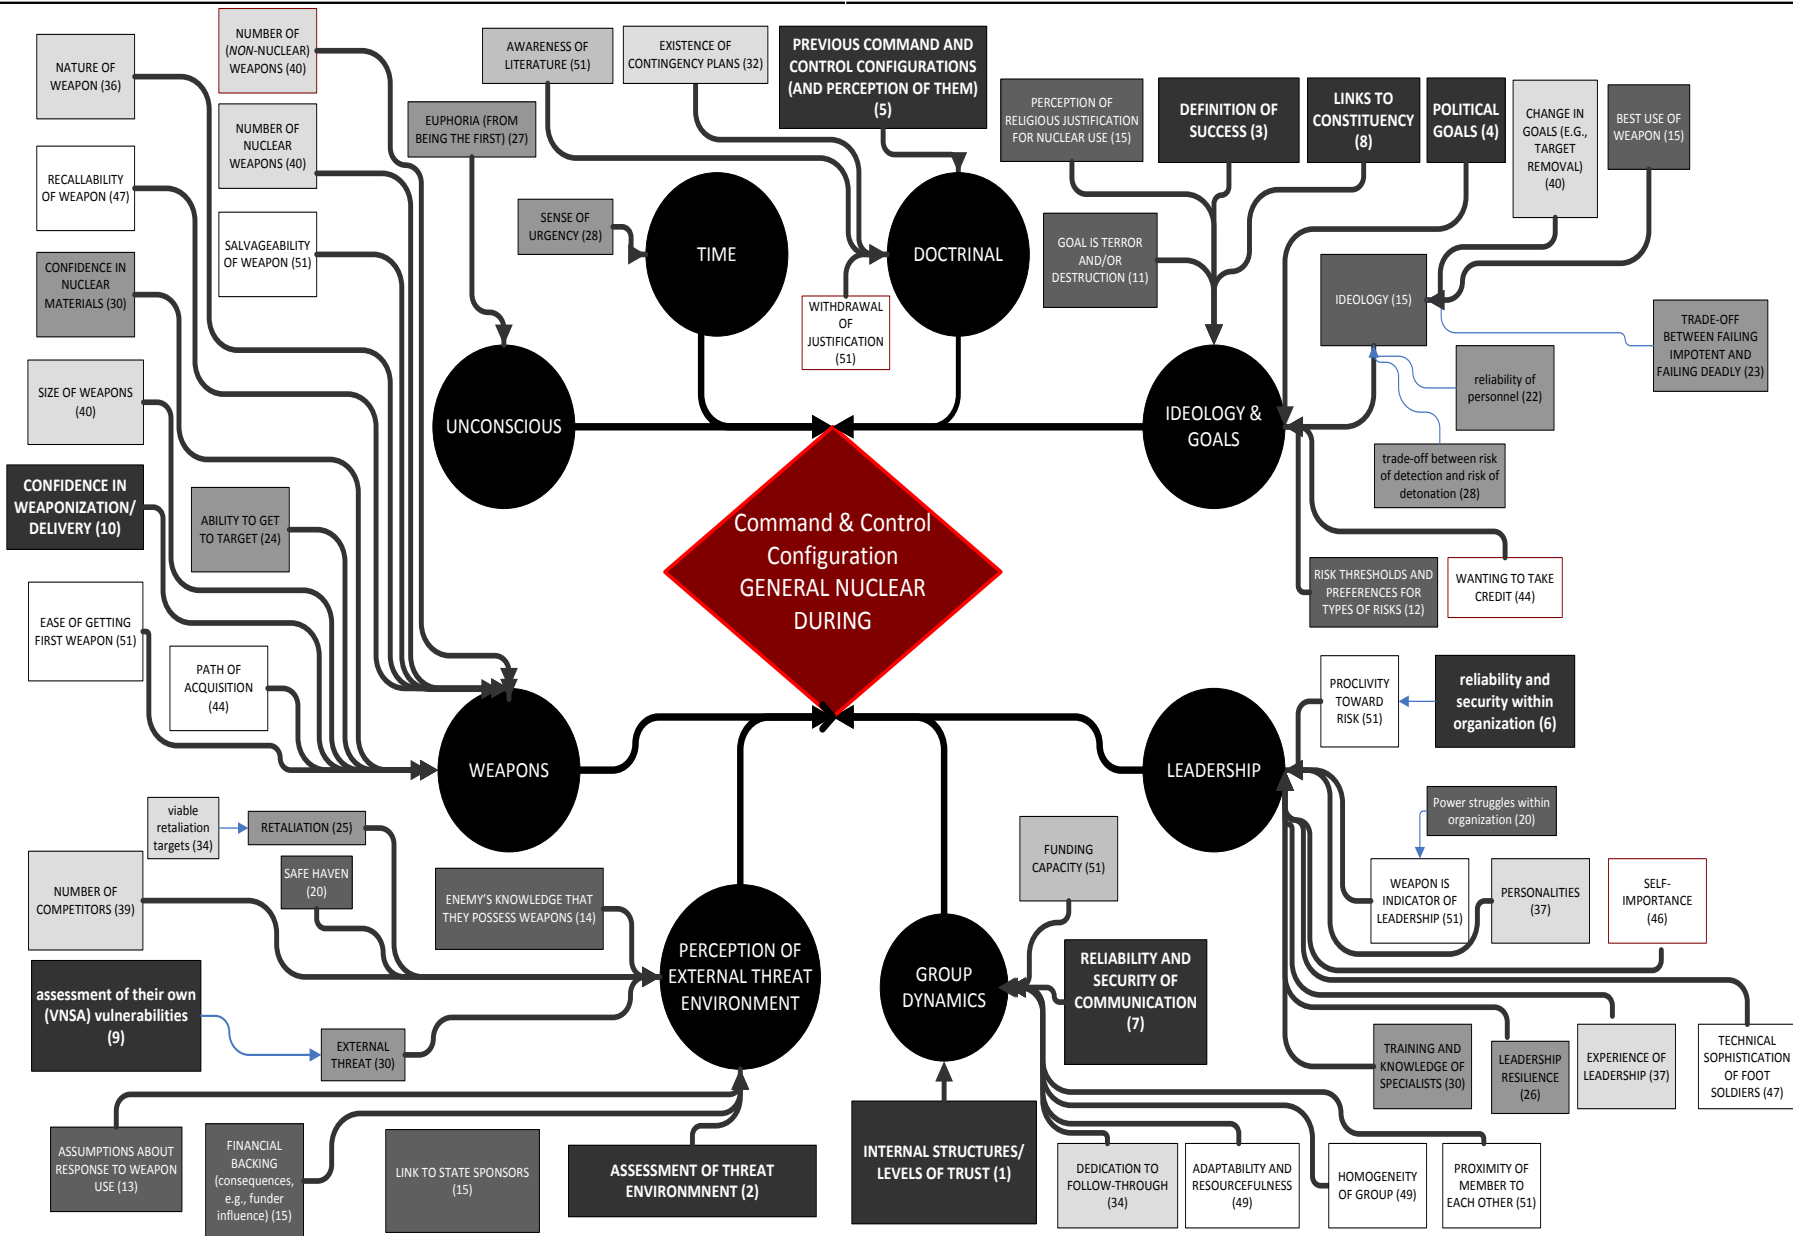 NUMBER OF
(NON-NUCLEAR)
WEAPONS (40)
NATURE OF
WEAPON (36)
AWARENESS OF
LITERATURE (51)
EXISTENCE OF
CONTINGENCY PLANS (32)
PREVIOUS COMMAND AND
CONTROL CONFIGURATIONS
(AND PERCEPTION OF THEM)
(5)
PERCEPTION OF
RELIGIOUS JUSTIFICATION
FOR NUCLEAR USE (15)
DEFINITION OF
SUCCESS (3)
LINKS TO
CONSTITUENCY
(8)
POLITICAL
GOALS (4)
CHANGE IN
GOALS (E.G.,
TARGET
REMOVAL)
(40)
BEST USE OF
WEAPON (15)
NUMBER OF
NUCLEAR
WEAPONS (40)
EUPHORIA (FROM
BEING THE FIRST) (27)
RECALLABILITY
OF WEAPON (47)
SALVAGEABILITY
OF WEAPON (51)
SENSE OF
URGENCY (28)
TIME
DOCTRINAL
GOAL IS TERROR
AND/OR
DESTRUCTION (11)
CONFIDENCE IN
NUCLEAR
MATERIALS (30)
WITHDRAWAL
OF
JUSTIFICATION
(51)
IDEOLOGY (15)
TRADE-OFF
BETWEEN FAILING
IMPOTENT AND
FAILING DEADLY (23)
SIZE OF WEAPONS
(40)
UNCONSCIOUS
IDEOLOGY &
GOALS
reliability of
personnel (22)
trade-off between risk
of detection and risk of
detonation (28)
CONFIDENCE IN
WEAPONIZATION/
DELIVERY (10)
ABILITY TO GET
TO TARGET (24)
Command & Control
Configuration
GENERAL NUCLEAR
DURING
RISK THRESHOLDS AND
PREFERENCES FOR
TYPES OF RISKS (12)
WANTING TO TAKE
CREDIT (44)
EASE OF GETTING
FIRST WEAPON (51)
PATH OF
ACQUISITION
(44)
PROCLIVITY
TOWARD
RISK (51)
reliability and
security within
organization (6)
WEAPONS
LEADERSHIP
viable
retaliation
targets (34)
RETALIATION (25)
Power struggles within
organization (20)
FUNDING
CAPACITY (51)
SAFE HAVEN
(20)
NUMBER OF
COMPETITORS (39)
ENEMY'S KNOWLEDGE THAT
THEY POSSESS WEAPONS (14)
WEAPON IS
INDICATOR OF
LEADERSHIP (51)
PERSONALITIES
(37)
SELF-
IMPORTANCE
(46)
PERCEPTION OF
EXTERNAL THREAT
ENVIRONMENT
GROUP
DYNAMICS
RELIABILITY AND
SECURITY OF
COMMUNICATION
(7)
assessment of their own
(VNSA) vulnerabilities
(9)
EXTERNAL
THREAT (30)
TRAINING AND
KNOWLEDGE OF
SPECIALISTS (30)
LEADERSHIP
RESILIENCE
(26)
EXPERIENCE OF
LEADERSHIP (37)
TECHNICAL
SOPHISTICATION
OF FOOT
SOLDIERS (47)
ASSUMPTIONS ABOUT
RESPONSE TO WEAPON
USE (13)
FINANCIAL
BACKING
(consequences,
e.g., funder
influence) (15)
LINK TO STATE SPONSORS
(15)
ASSESSMENT OF THREAT
ENVIRONMNENT (2)
INTERNAL STRUCTURES/
LEVELS OF TRUST (1)
DEDICATION TO
FOLLOW-THROUGH
(34)
ADAPTABILITY AND
RESOURCEFULNESS
(49)
HOMOGENEITY
OF GROUP (49)
PROXIMITY OF
MEMBER TO
EACH OTHER (51)